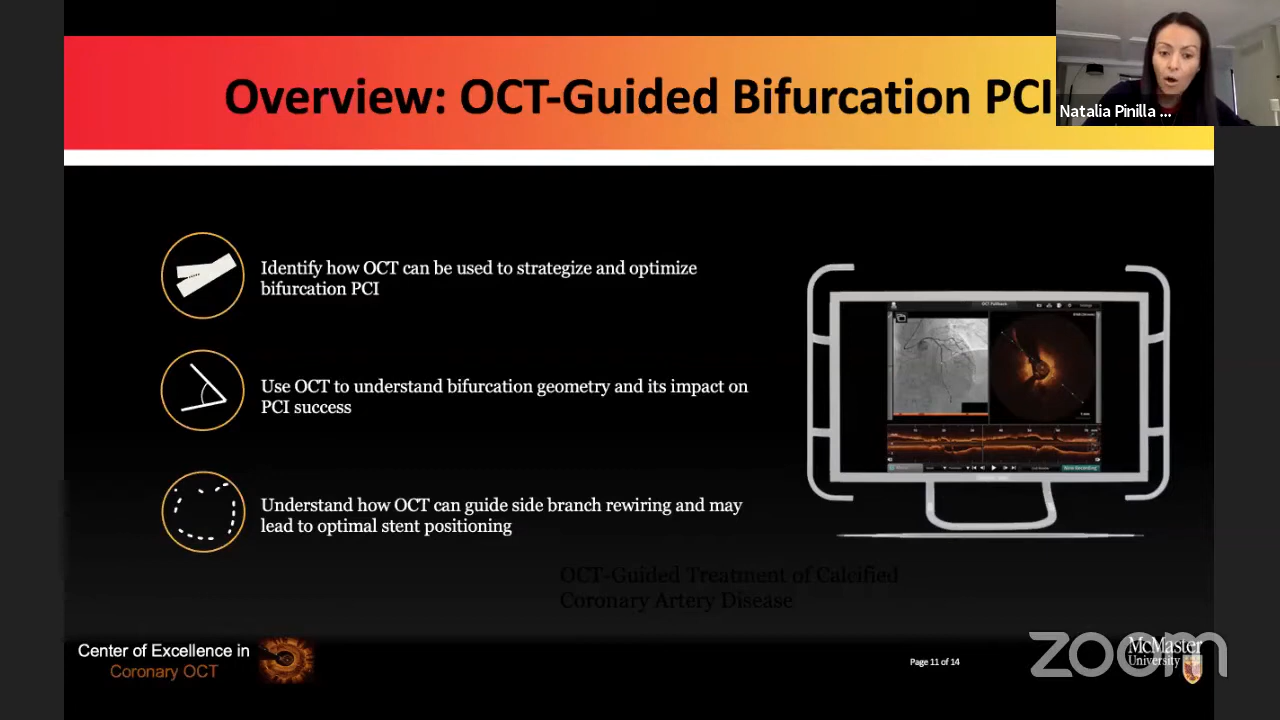 Overview: OCT-Guided Bifurcation PCI
Natalia Pinilla ...
Identify how OCT can be used to strategize and optimize
bifurcation PCI
Use OCT to understand bifurcation geometry and its impact on
PCI success
Understand how OCT can guide side branch rewiring and may
lead to optimal stent positioning
OCT Pullback
OCT-Guided Treatment of Calcified
Coronary Artery Disease
Center of Excellence in
Coronary OCT
Page 11 of 14
zoom
McMaster
University